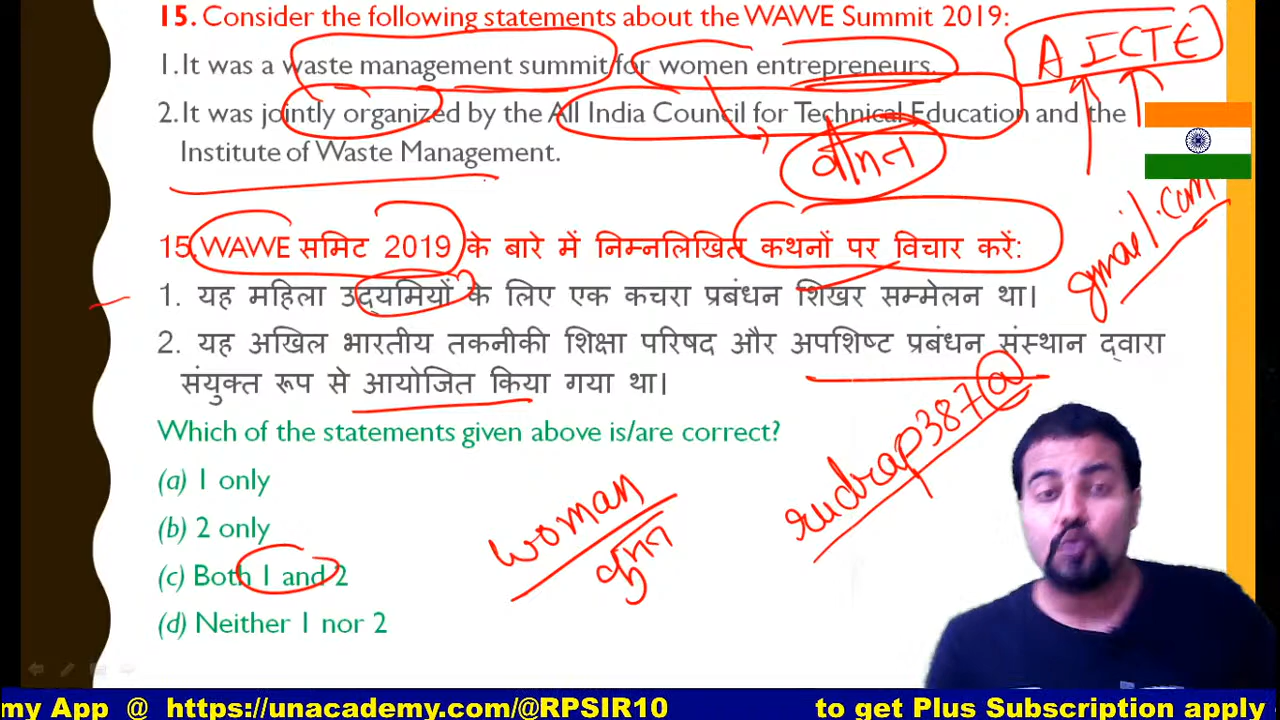 15. Consider the following statements about the WAWE Summit 2019:
1. It was a waste management summit for women entrepreneurs.
AICTE
2. It was jointly organized by the All India Council for Technical Education and the
Institute of Waste Management.
15. WAWE समिट 2019 के बारे में निम्नलिखित कथनों पर विचार करें:
gmail.com
1. यह महिला उद्यमियों के लिए एक कचरा प्रबंधन शिखर सम्मेलन था।
2. यह अखिल भारतीय तकनीकी शिक्षा परिषद और अपशिष्ट प्रबंधन संस्थान द्वारा
संयुक्त रूप से आयोजित किया गया था।
rudrap387@
Which of the statements given above is/are correct?
(a) 1 only
(b) 2 only
woman
(c) Both 1 and 2
(d) Neither 1 nor 2
my App @ https://unacademy.com/@RPSIR10 to get Plus Subscription apply